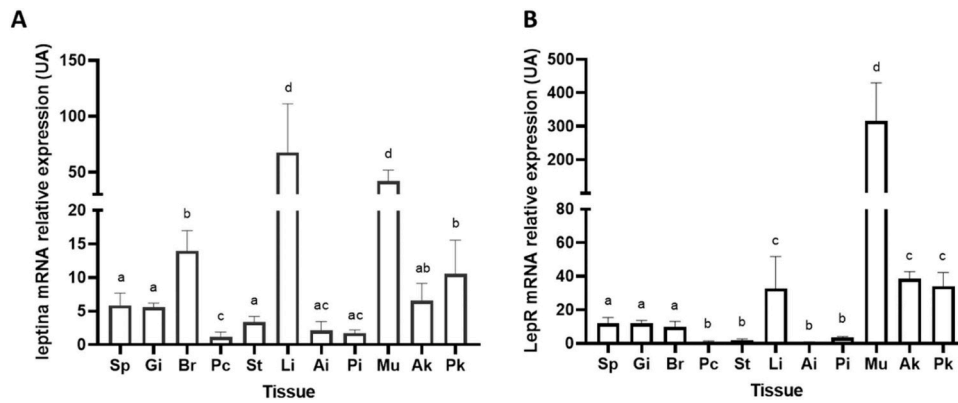 A
leptina mRNA relative expression (UA)
150
100
50
20
15
10
5
0
a
a
b
c
a
d
ac
ac
d
ab
b
Sp Gi Br Pc St Li Ai Pi Mu Ak Pk
Tissue
B
LepR mRNA relative expression (UA)
500
400
300
200
80
60
40
20
0
a
a
a
b
b
c
b
b
d
c
c
Sp Gi Br Pc St Li Ai Pi Mu Ak Pk
Tissue